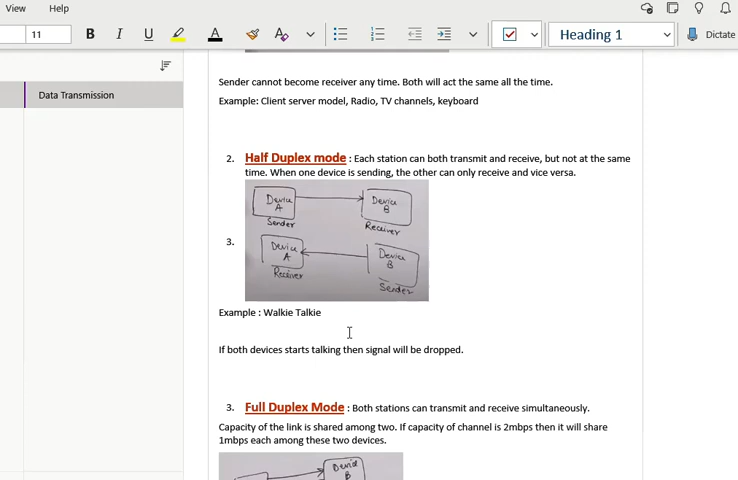 View Help
11 B I U A A Heading 1 Dictate
Data Transmission
Sender cannot become receiver any time. Both will act the same all the time.
Example: Client server model, Radio, TV channels, keyboard
2. Half Duplex mode : Each station can both transmit and receive, but not at the same
time. When one device is sending, the other can only receive and vice versa.
Device A
Device B
Sender
Receiver
3.
Device A
Device B
Receiver
Sender
Example : Walkie Talkie
If both devices starts talking then signal will be dropped.
3. Full Duplex Mode : Both stations can transmit and receive simultaneously.
Capacity of the link is shared among two. If capacity of channel is 2mbps then it will share
1mbps each among these two devices.
Device
B